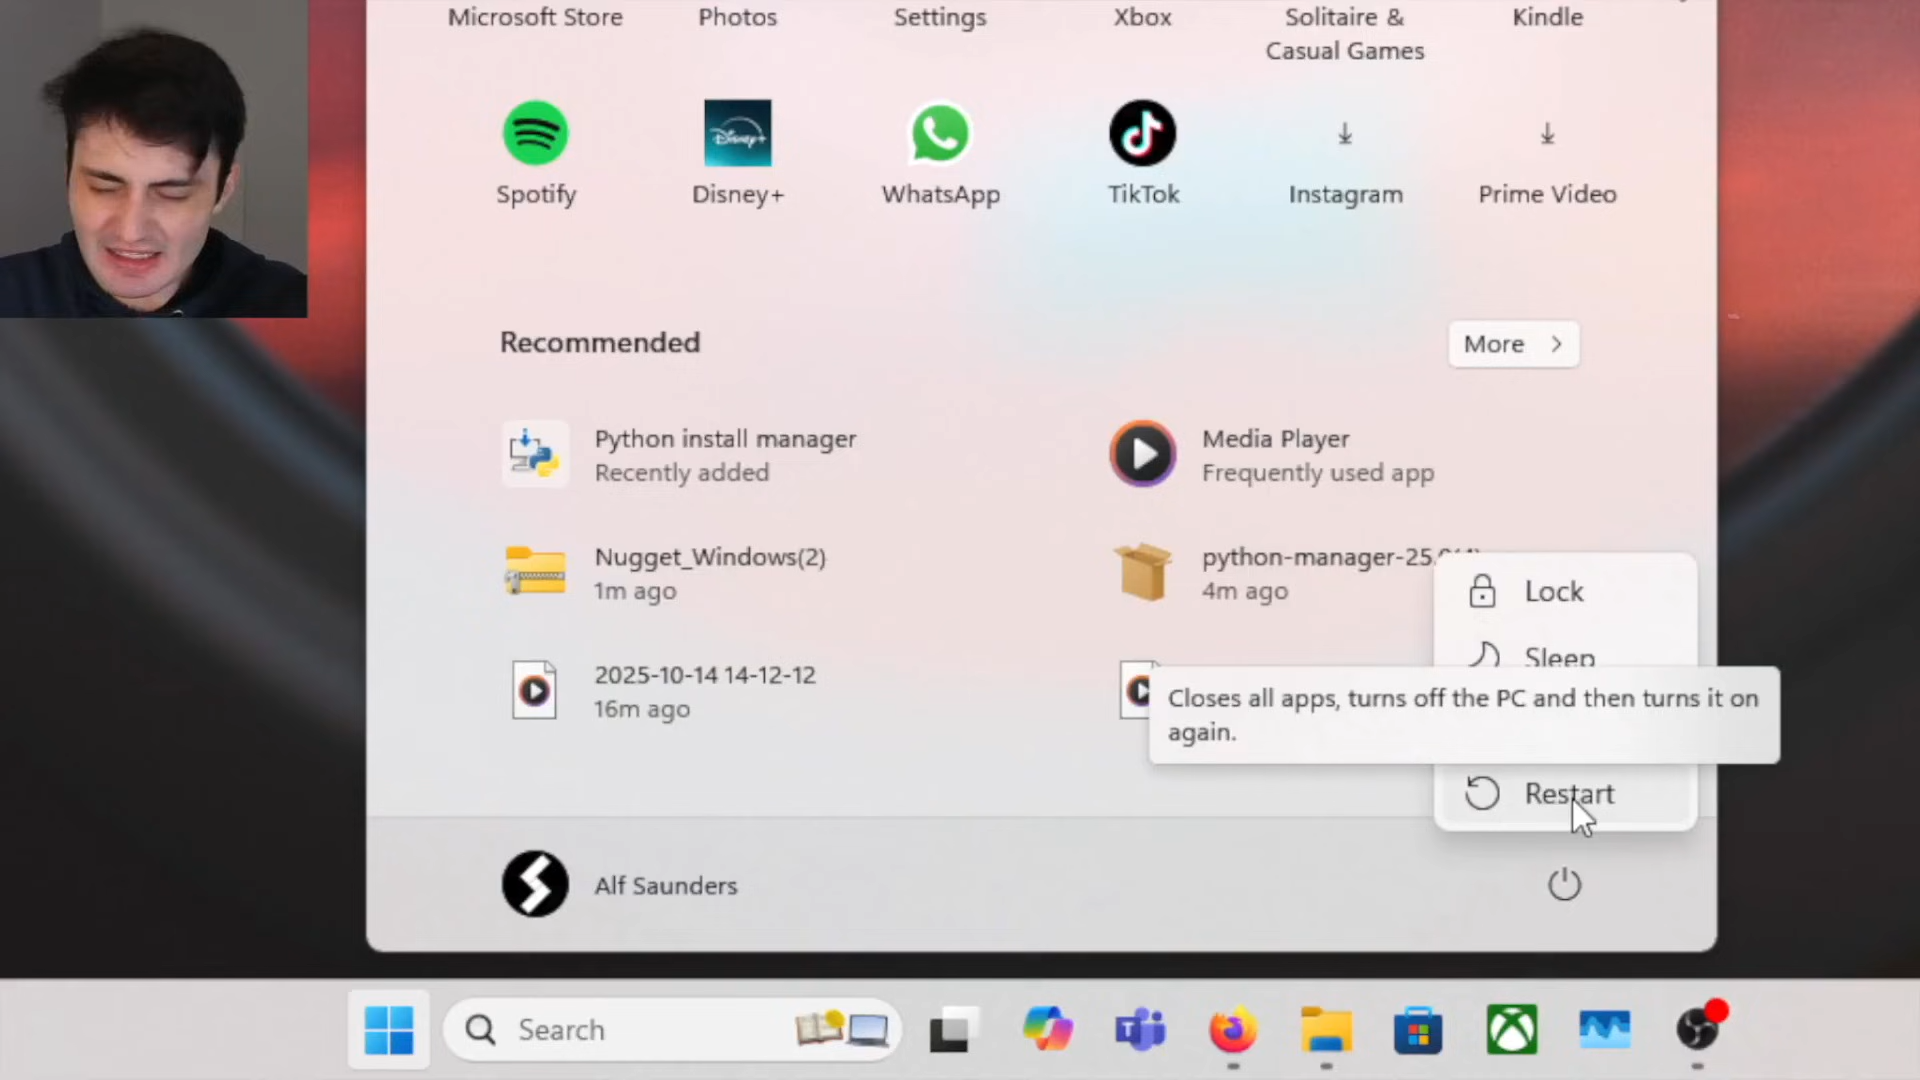 Microsoft Store
Photos
Settings
Xbox
Solitaire &
Casual Games
Kindle
Disney+
Spotify
Disney+
WhatsApp
TikTok
Instagram
Prime Video
Recommended
More
Python install manager
Recently added
Media Player
Frequently used app
Nugget_Windows(2)
1m ago
python-manager-25.
4m ago
2025-10-14 14-12-12
16m ago
Lock
Sleep
Closes all apps, turns off the PC and then turns it on
again.
Restart
Alf Saunders
Search